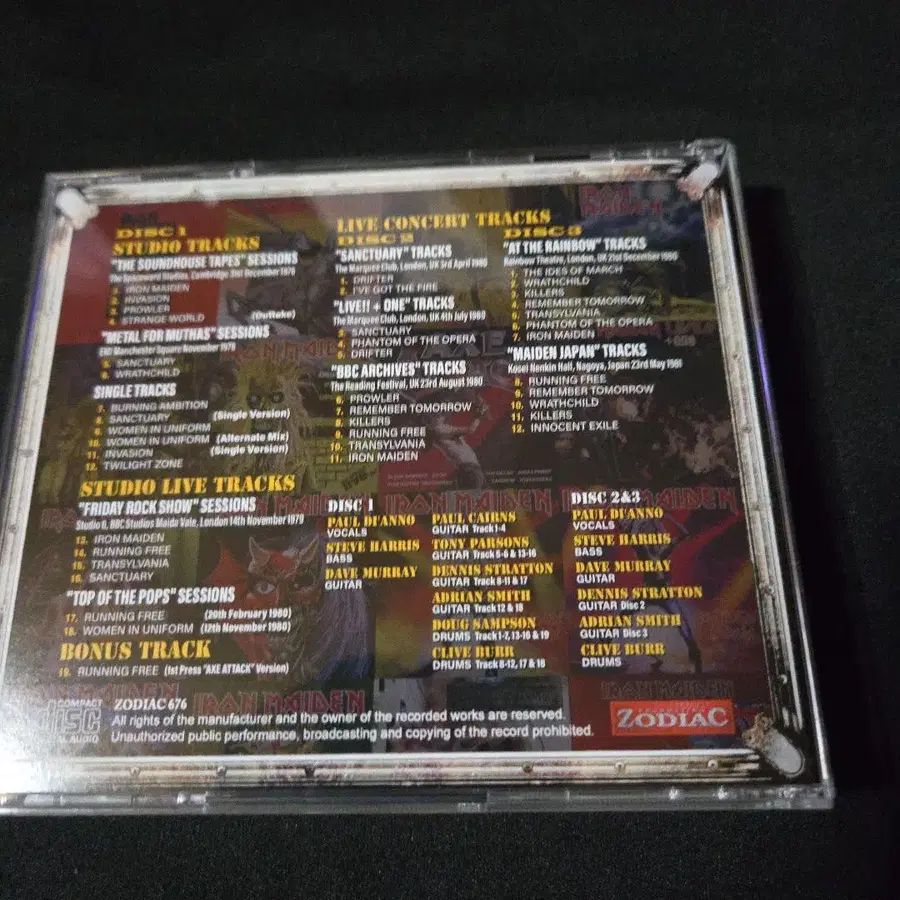 DISC 1
STUDIO TRACKS
"THE SOUNDHOUSE TAPES" SESSIONS
The Spaceward Studios, Cambridge 31st December 1978
1. IRON MAIDEN
2. INVASION
3. PROWLER
4. STRANGE WORLD (OutTake)
"METAL FOR MUTHAS" SESSIONS
EMI Manchester Square November 1979
5. SANCTUARY
6. WRATHCHILD
SINGLE TRACKS
7. BURNING AMBITION
8. SANCTUARY (Single Version)
9. WOMEN IN UNIFORM
10. WOMEN IN UNIFORM (Alternate Mix)
11. INVASION (Single Version)
12. TWILIGHT ZONE
STUDIO LIVE TRACKS
"FRIDAY ROCK SHOW" SESSIONS
Studio 6, BBC Studios Maida Vale, London 14th November 1979
13. IRON MAIDEN
14. RUNNING FREE
15. TRANSYLVANIA
16. SANCTUARY
"TOP OF THE POPS" SESSIONS
17. RUNNING FREE (20th February 1980)
18. WOMEN IN UNIFORM (12th November 1980)
BONUS TRACK
19. RUNNING FREE (1st Press "AXE ATTACK" Version)
LIVE CONCERT TRACKS
DISC 2
"SANCTUARY" TRACKS
The Marquee Club, London, UK 3rd April 1980
1. DRIFTER
2. I'VE GOT THE FIRE
"LIVE!! + ONE" TRACKS
The Marquee Club, London, UK 4th July 1980
3. SANCTUARY
4. PHANTOM OF THE OPERA
5. DRIFTER
"BBC ARCHIVES" TRACKS
The Reading Festival, UK 23rd August 1980
6. PROWLER
7. REMEMBER TOMORROW
8. KILLERS
9. RUNNING FREE
10. TRANSYLVANIA
11. IRON MAIDEN
DISC 3
"AT THE RAINBOW" TRACKS
Rainbow Theatre, London, UK 21st December 1980
1. THE IDES OF MARCH
2. WRATHCHILD
3. KILLERS
4. REMEMBER TOMORROW
5. TRANSYLVANIA
6. PHANTOM OF THE OPERA
7. IRON MAIDEN
"MAIDEN JAPAN" TRACKS
Kosei Nenkin Hall, Nagoya, Japan 23rd May 1981
8. RUNNING FREE
9. REMEMBER TOMORROW
10. WRATHCHILD
11. KILLERS
12. INNOCENT EXILE
DISC 1
PAUL DI'ANNO
VOCALS
STEVE HARRIS
BASS
DAVE MURRAY
GUITAR
PAUL CAIRNS
GUITAR Track 1-4
TONY PARSONS
GUITAR Track 5-6 & 13-16
DENNIS STRATTON
GUITAR Track 8-11 & 17
ADRIAN SMITH
GUITAR Track 12 & 18
DOUG SAMPSON
DRUMS Track 1-7, 13-16 & 19
CLIVE BURR
DRUMS Track 8-12, 17 & 18
DISC 2&3
PAUL DI'ANNO
VOCALS
STEVE HARRIS
BASS
DAVE MURRAY
GUITAR
DENNIS STRATTON
GUITAR Disc 2
ADRIAN SMITH
GUITAR Disc 3
CLIVE BURR
DRUMS
IRON MAIDEN
IRON MAIDEN
IRON MAIDEN
COMPACT
disc
AUDIO
ZODIAC 676
All rights of the manufacturer and the owner of the recorded works are reserved.
Unauthorized public performance, broadcasting and copying of the record prohibited.
ZODIAC